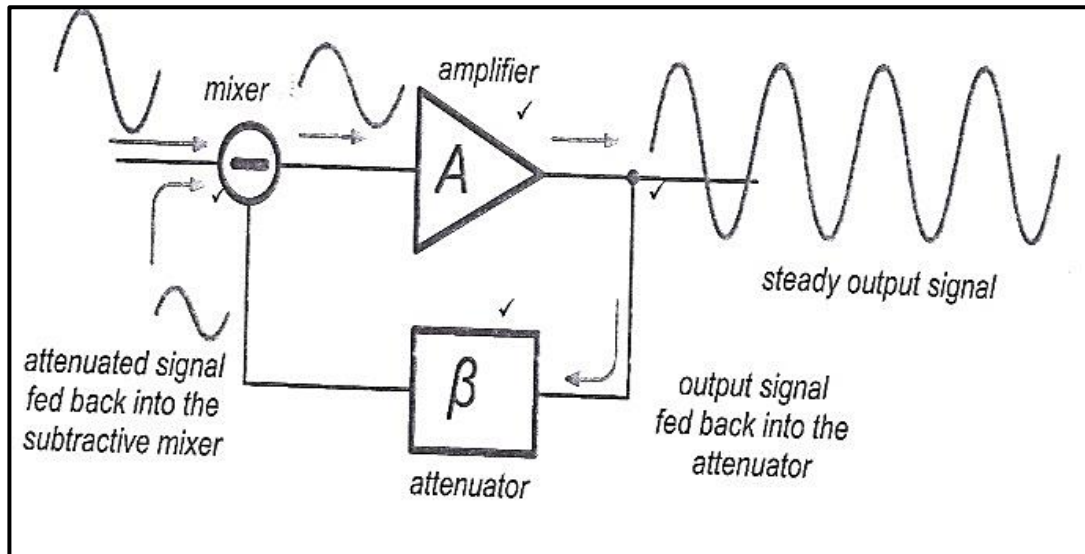 mixer
amplifier
A
steady output signal
β
attenuated signal
fed back into the
subtractive mixer
attenuator
output signal
fed back into the
attenuator